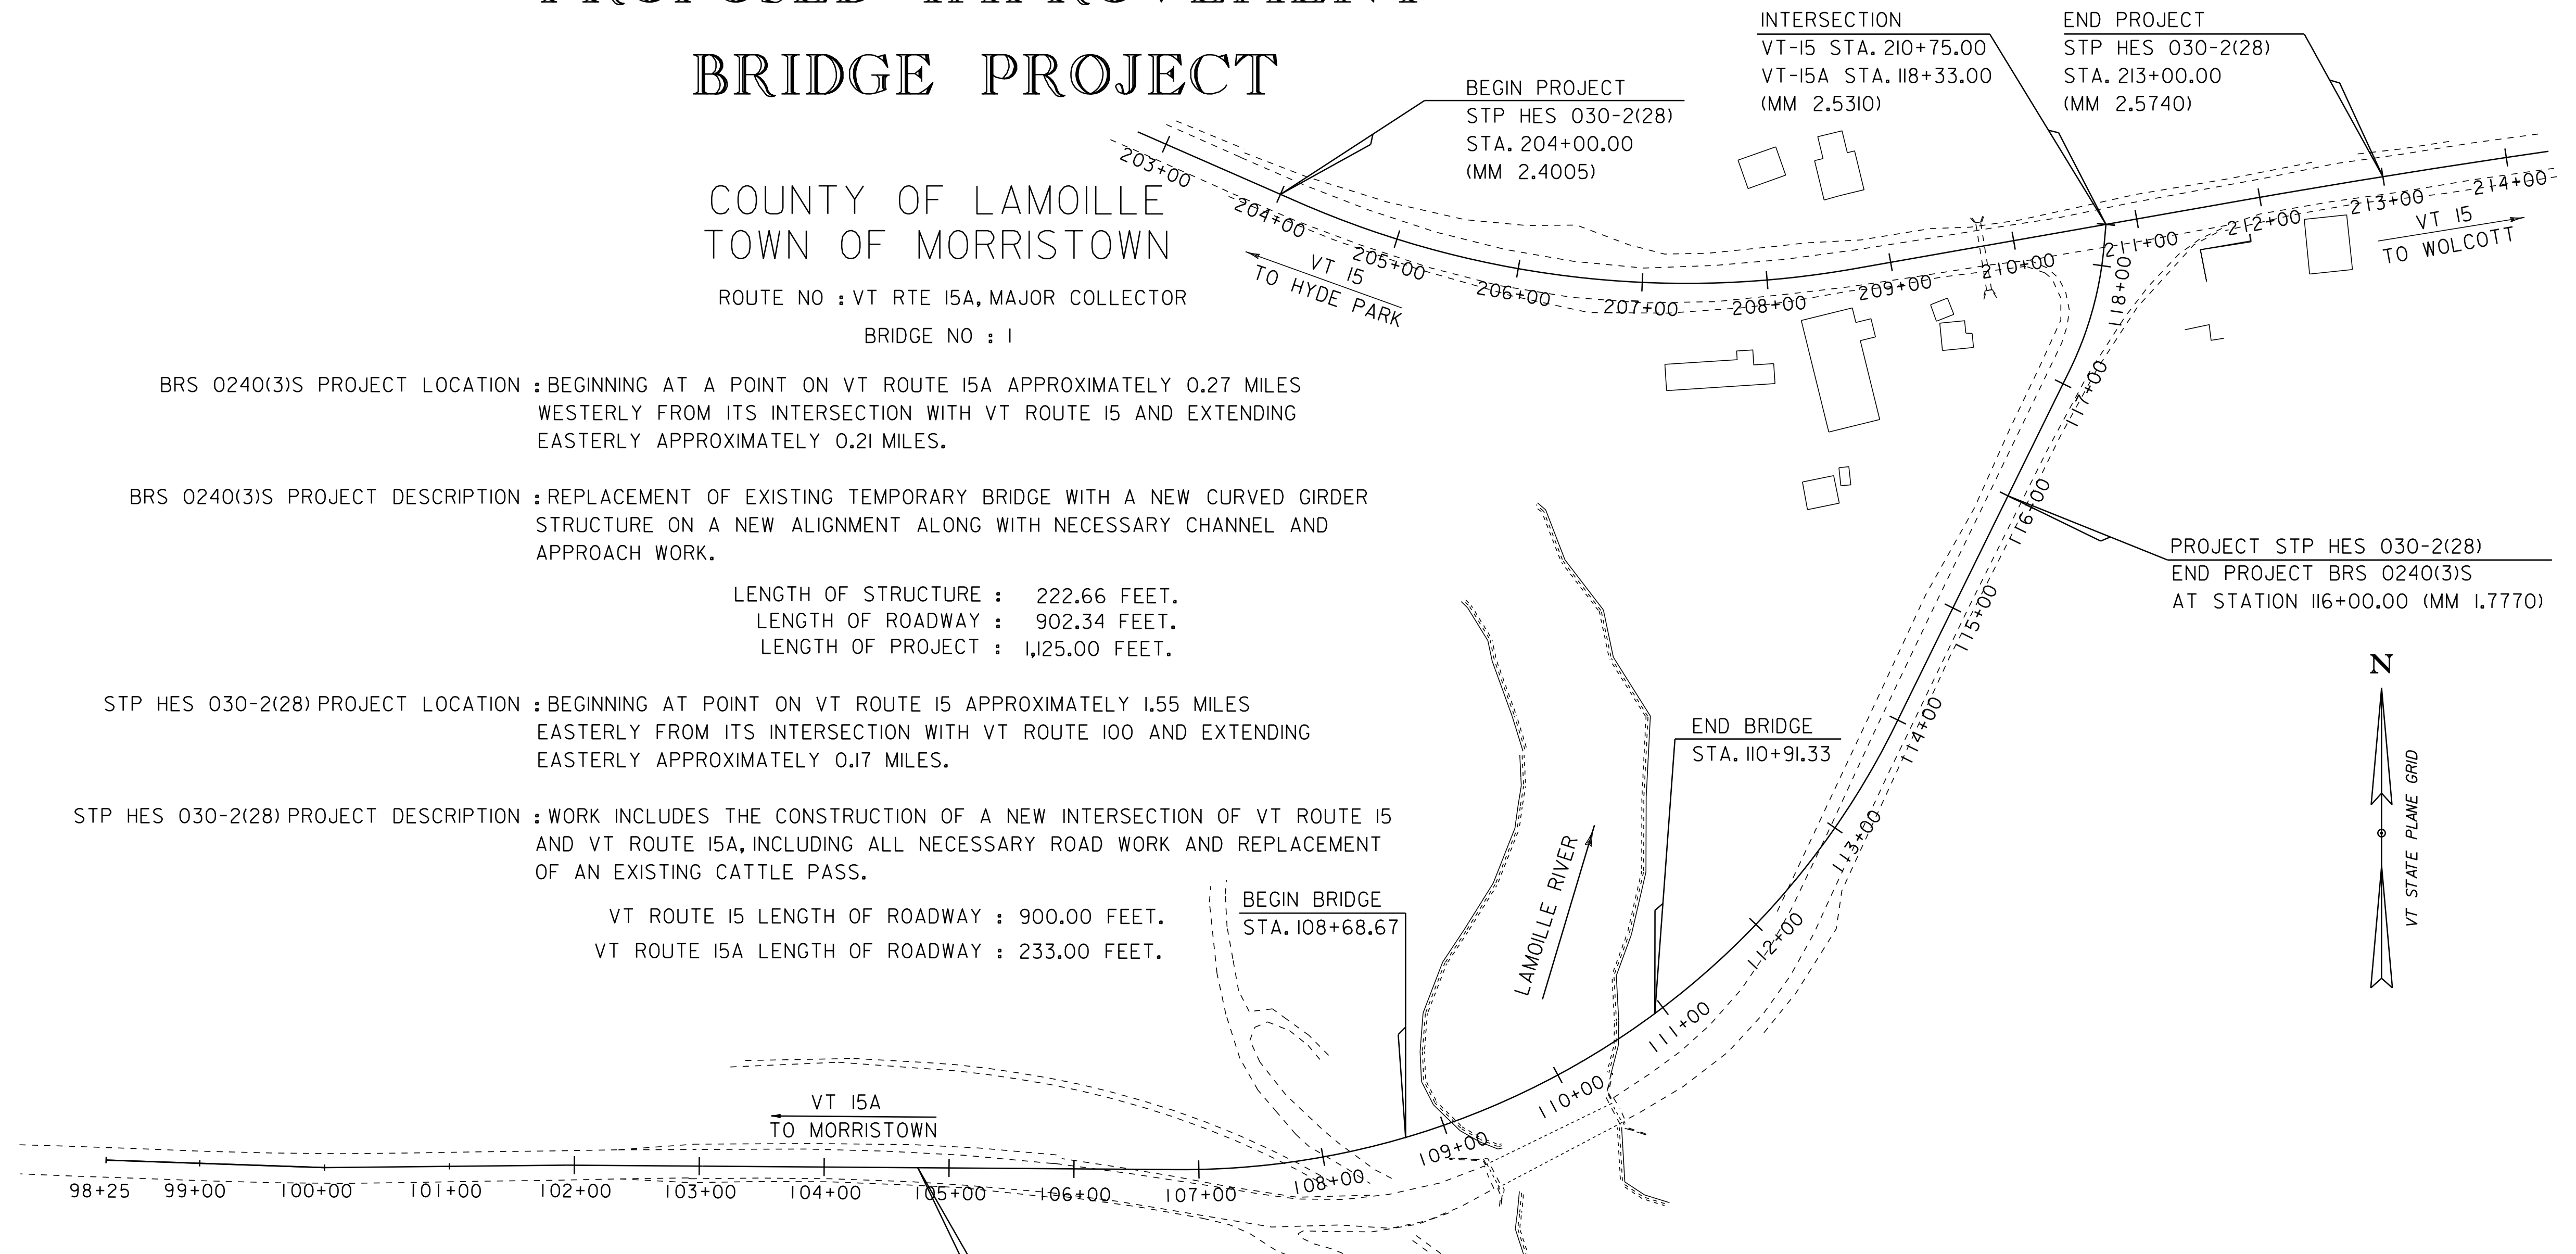 BRIDGE PROJECT
COUNTY OF LAMOILLE
TOWN OF MORRISTOWN
ROUTE NO : VT RTE 15A, MAJOR COLLECTOR
BRIDGE NO : 1
BRS 0240(3)S PROJECT LOCATION : BEGINNING AT A POINT ON VT ROUTE 15A APPROXIMATELY 0.27 MILES
WESTERLY FROM ITS INTERSECTION WITH VT ROUTE 15 AND EXTENDING
EASTERLY APPROXIMATELY 0.21 MILES.
BRS 0240(3)S PROJECT DESCRIPTION : REPLACEMENT OF EXISTING TEMPORARY BRIDGE WITH A NEW CURVED GIRDER
STRUCTURE ON A NEW ALIGNMENT ALONG WITH NECESSARY CHANNEL AND
APPROACH WORK.
LENGTH OF STRUCTURE : 222.66 FEET.
LENGTH OF ROADWAY : 902.34 FEET.
LENGTH OF PROJECT : 1,125.00 FEET.
STP HES 030-2(28) PROJECT LOCATION : BEGINNING AT POINT ON VT ROUTE 15 APPROXIMATELY 1.55 MILES
EASTERLY FROM ITS INTERSECTION WITH VT ROUTE 100 AND EXTENDING
EASTERLY APPROXIMATELY 0.17 MILES.
STP HES 030-2(28) PROJECT DESCRIPTION : WORK INCLUDES THE CONSTRUCTION OF A NEW INTERSECTION OF VT ROUTE 15
AND VT ROUTE 15A, INCLUDING ALL NECESSARY ROAD WORK AND REPLACEMENT
OF AN EXISTING CATTLE PASS.
VT ROUTE 15 LENGTH OF ROADWAY : 900.00 FEET.
VT ROUTE 15A LENGTH OF ROADWAY : 233.00 FEET.
BEGIN PROJECT
STP HES 030-2(28)
STA. 204+00.00
(MM 2.4005)
INTERSECTION
VT-15 STA. 210+75.00
VT-15A STA. 118+33.00
(MM 2.5310)
END PROJECT
STP HES 030-2(28)
STA. 213+00.00
(MM 2.5740)
203+00
204+00
205+00
206+00
207+00
208+00
209+00
210+00
211+00
212+00
213+00
214+00
VT 15
TO HYDE PARK
VT 15
TO WOLCOTT
118+00
117+00
116+00
115+00
114+00
113+00
112+00
111+00
110+00
109+00
108+00
PROJECT STP HES 030-2(28)
END PROJECT BRS 0240(3)S
AT STATION 116+00.00 (MM 1.7770)
N
VT STATE PLANE GRID
END BRIDGE
STA. 110+91.33
LAMOILLE RIVER
BEGIN BRIDGE
STA. 108+68.67
VT 15A
TO MORRISTOWN
98+25
99+00
100+00
101+00
102+00
103+00
104+00
105+00
106+00
107+00